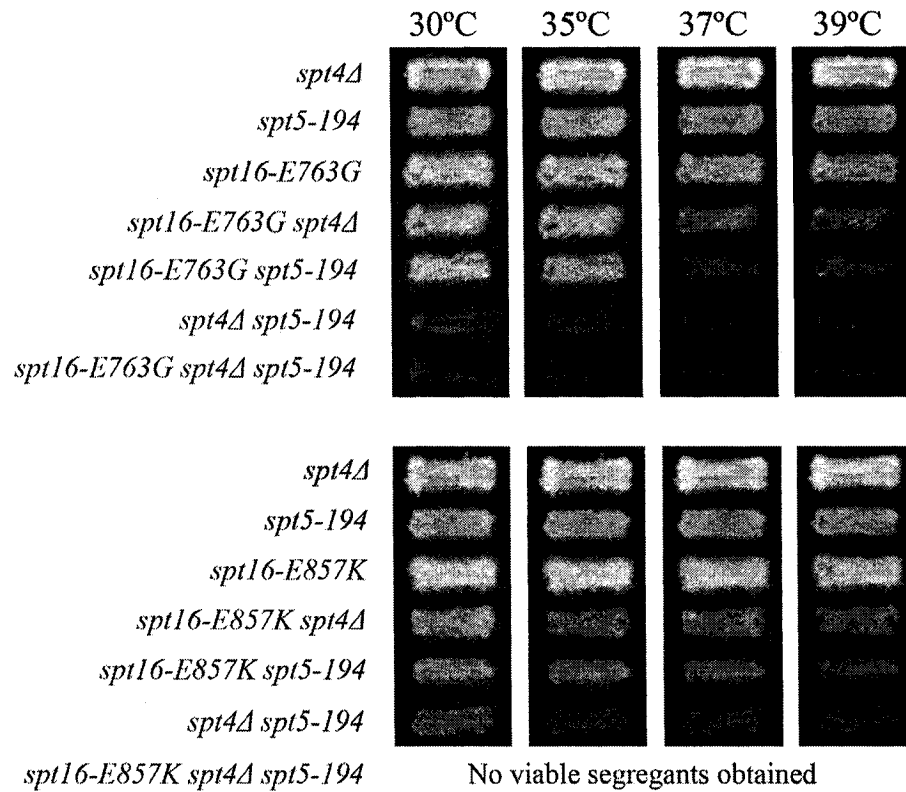 30ºC 35ºC 37ºC 39ºC
spt4Δ
spt5-194
spt16-E763G
spt16-E763G spt4Δ
spt16-E763G spt5-194
spt4Δ spt5-194
spt16-E763G spt4Δ spt5-194
spt4Δ
spt5-194
spt16-E857K
spt16-E857K spt4Δ
spt16-E857K spt5-194
spt4Δ spt5-194
spt16-E857K spt4Δ spt5-194 No viable segregants obtained